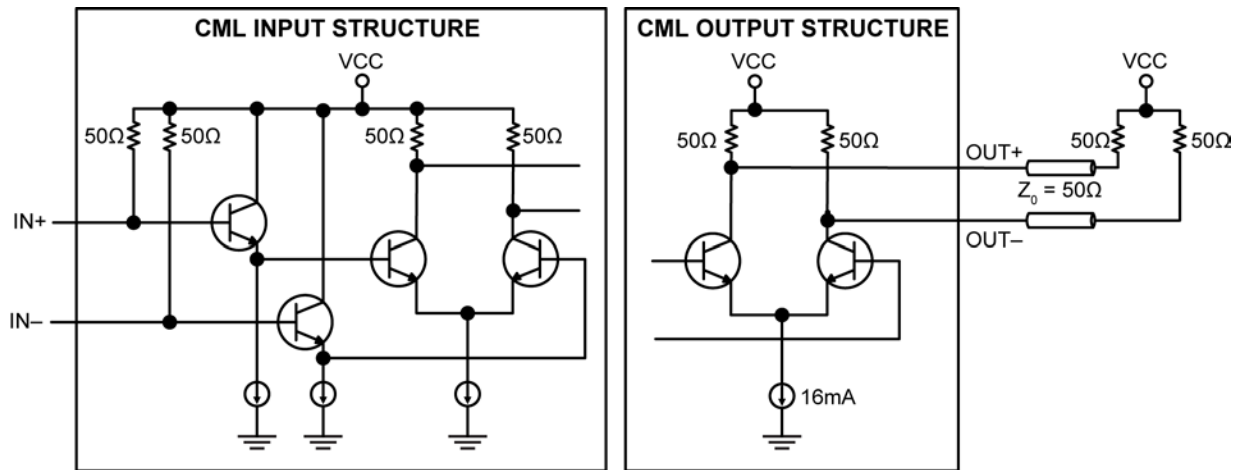 CML INPUT STRUCTURE
VCC
50Ω
50Ω
50Ω
50Ω
IN+
IN–
CML OUTPUT STRUCTURE
VCC
VCC
50Ω
50Ω
50Ω
50Ω
OUT+
Z0 = 50Ω
OUT–
16mA